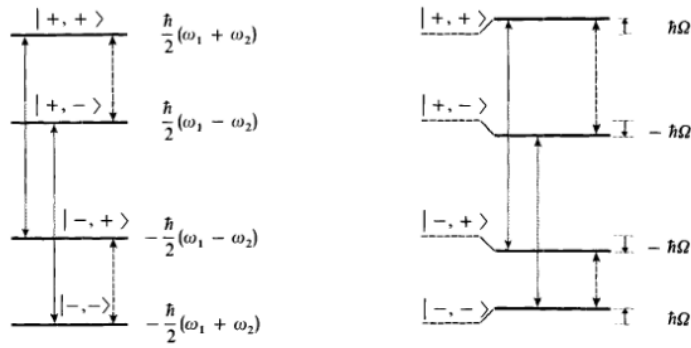 |+, +⟩ ħ/2 (ω₁ + ω₂)
|+, −⟩ ħ/2 (ω₁ − ω₂)
|−, +⟩ −ħ/2 (ω₁ − ω₂)
|−,−⟩ −ħ/2 (ω₁ + ω₂)
|+, +⟩ ħΩ
|+, −⟩ − ħΩ
|−, +⟩ − ħΩ
|−, −⟩ ħΩ